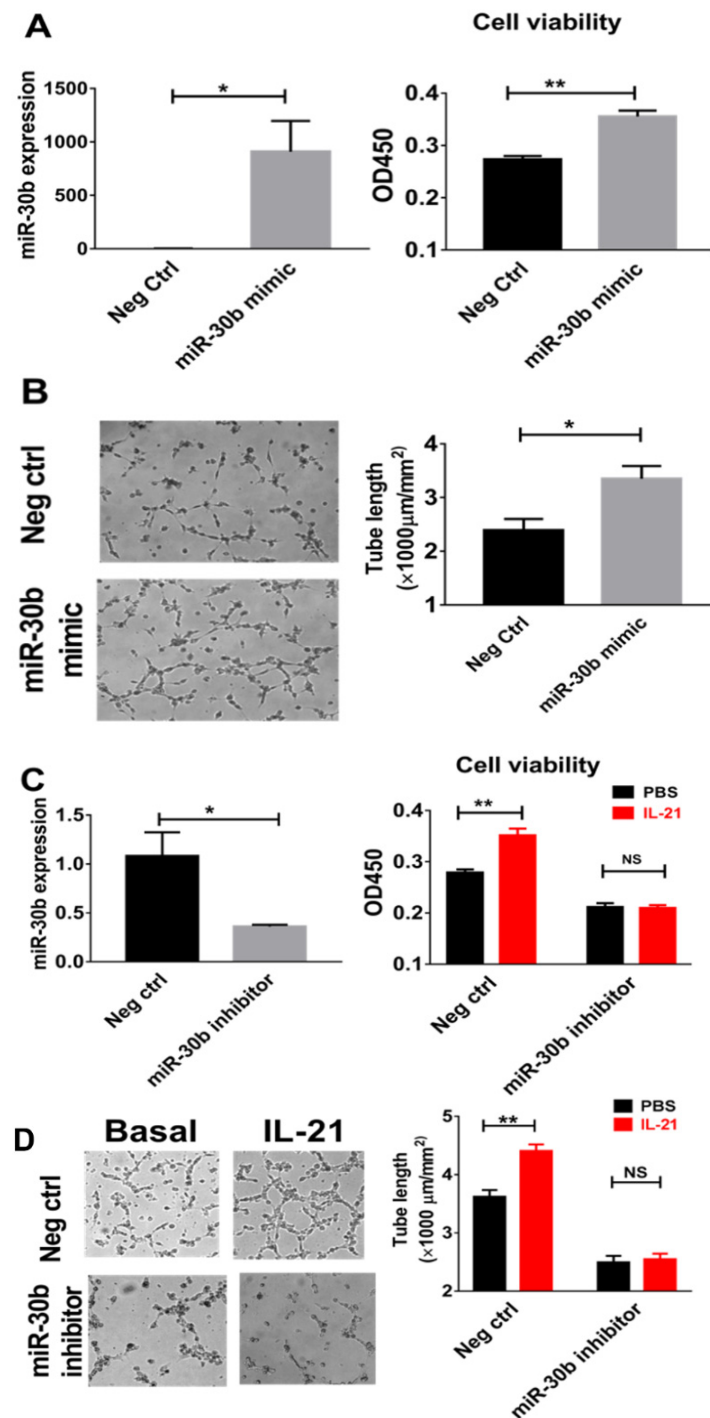 A
miR-30b expression
1500
1000
500
0
*
Neg Ctrl
miR-30b mimic
Cell viability
OD450
0.4
0.3
0.2
0.1
**
Neg Ctrl
miR-30b mimic
B
Neg ctrl
miR-30b
mimic
Tube length
(×1000µm/mm²)
4
3
2
1
*
Neg Ctrl
miR-30b mimic
C
miR-30b expression
1.5
1.0
0.5
0.0
*
Neg ctrl
miR-30b inhibitor
Cell viability
PBS
IL-21
OD450
0.4
0.3
0.2
0.1
**
NS
Neg ctrl
miR-30b inhibitor
D
Basal
IL-21
Neg ctrl
miR-30b
inhibitor
PBS
IL-21
Tube length
(×1000 µm/mm²)
5
4
3
2
**
NS
Neg ctrl
miR-30b inhibitor